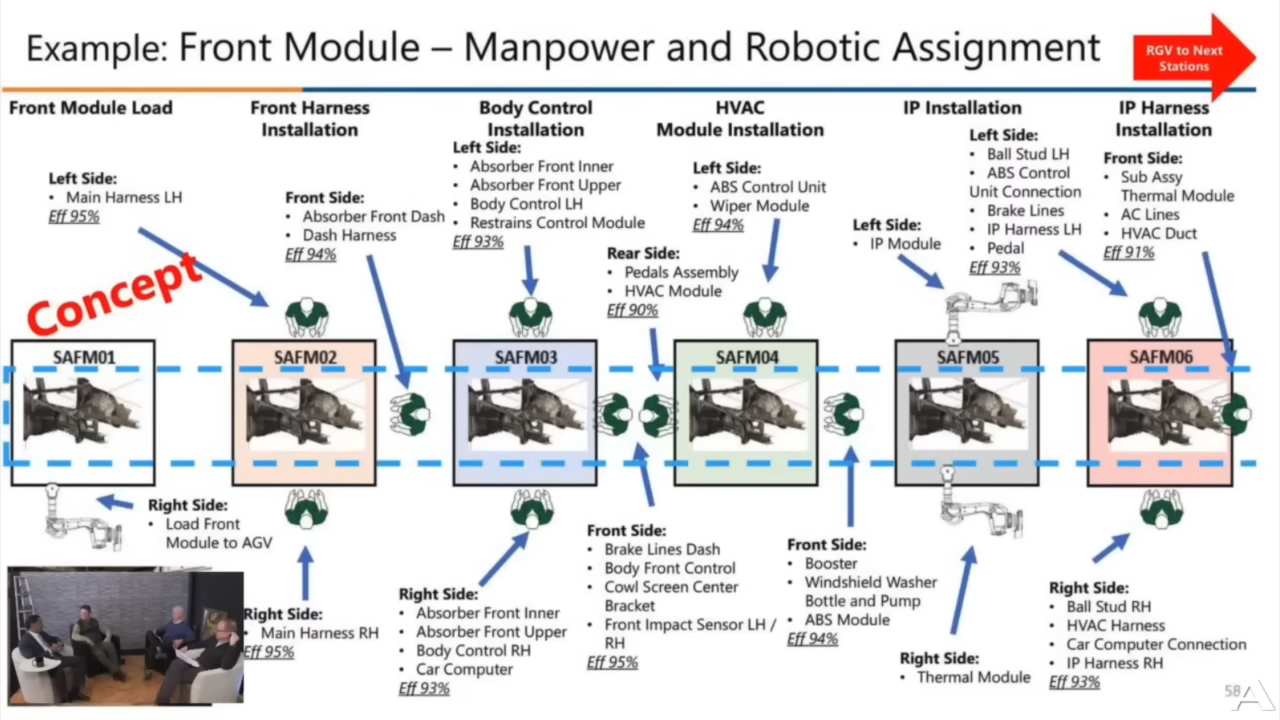 Example: Front Module – Manpower and Robotic Assignment
RGV to Next
Stations
Front Module Load
Front Harness
Installation
Body Control
Installation
HVAC
Module Installation
IP Installation
IP Harness
Installation
Left Side:
• Main Harness LH
Eff 95%
Front Side:
• Absorber Front Dash
• Dash Harness
Eff 94%
Left Side:
• Absorber Front Inner
• Absorber Front Upper
• Body Control LH
• Restrains Control Module
Eff 93%
Rear Side:
• Pedals Assembly
• HVAC Module
Eff 90%
Left Side:
• ABS Control Unit
• Wiper Module
Eff 94%
Left Side:
• IP Module
Left Side:
• Ball Stud LH
• ABS Control
Unit Connection
• Brake Lines
• IP Harness LH
• Pedal
Eff 93%
Front Side:
• Sub Assy
Thermal Module
• AC Lines
• HVAC Duct
Eff 91%
Concept
SAFM01
SAFM02
SAFM03
SAFM04
SAFM05
SAFM06
Right Side:
• Load Front
Module to AGV
Right Side:
• Main Harness RH
Eff 95%
Right Side:
• Absorber Front Inner
• Absorber Front Upper
• Body Control RH
• Car Computer
Eff 93%
Front Side:
• Brake Lines Dash
• Body Front Control
• Cowl Screen Center
Bracket
• Front Impact Sensor LH /
RH
Eff 95%
Front Side:
• Booster
• Windshield Washer
Bottle and Pump
• ABS Module
Eff 94%
Right Side:
• Thermal Module
Right Side:
• Ball Stud RH
• HVAC Harness
• Car Computer Connection
• IP Harness RH
Eff 93%
58